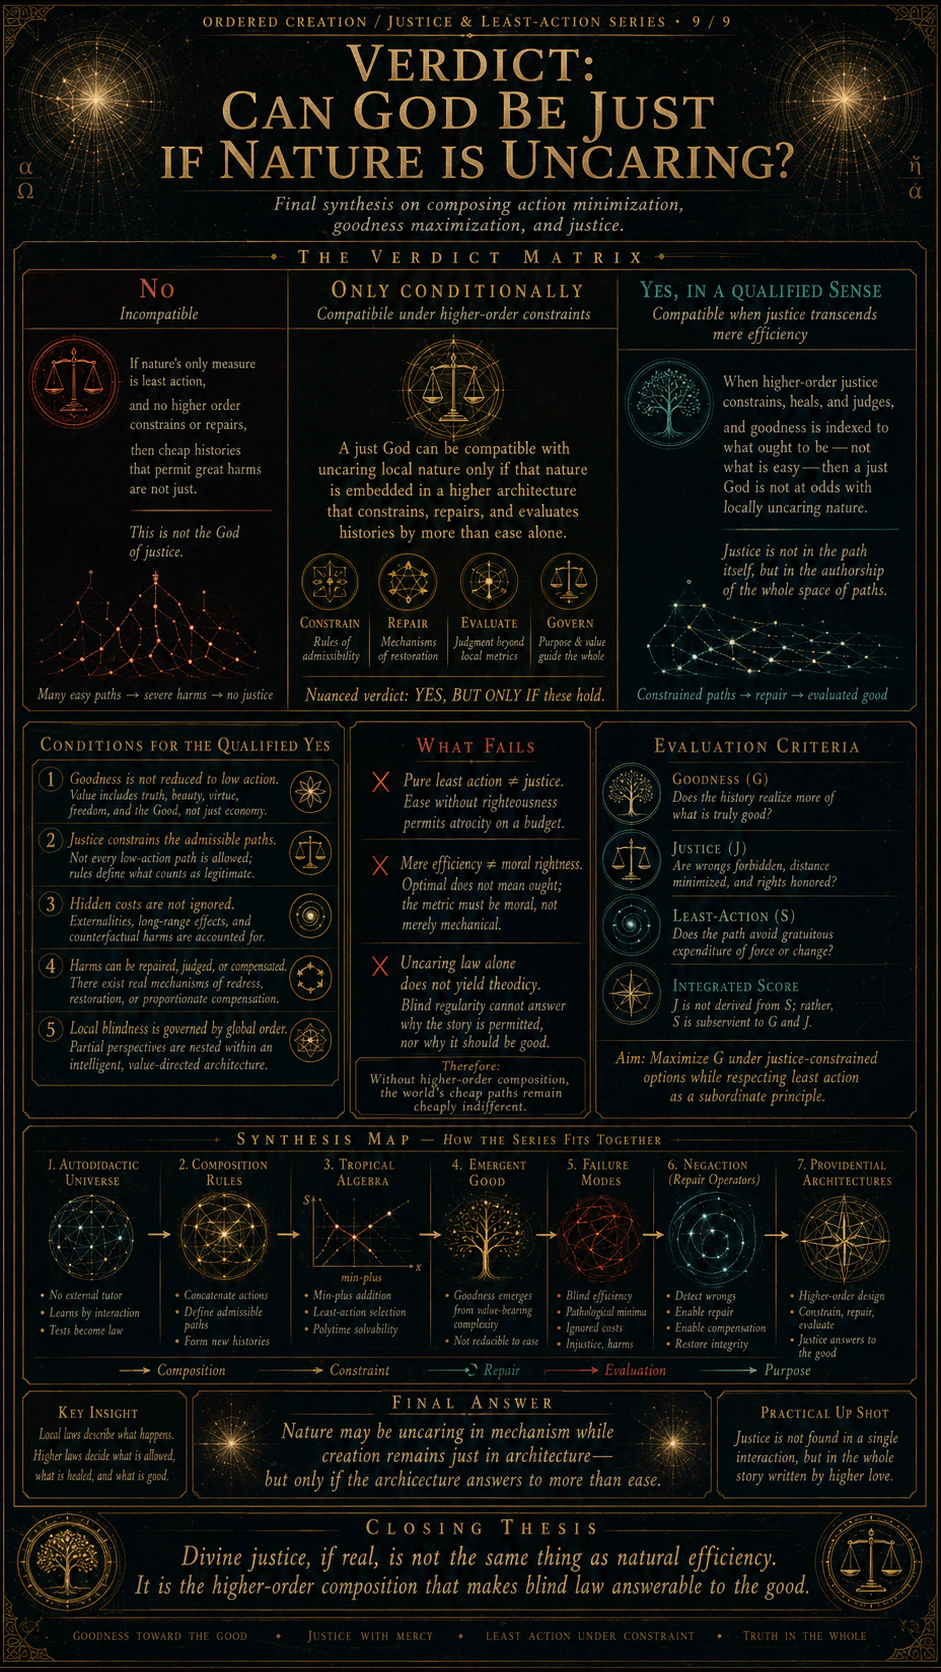 ORDERED CREATION / JUSTICE & LEAST-ACTION SERIES • 9 / 9
VERDICT:
CAN GOD BE JUST
IF NATURE IS UNCARING?
α
Ω
ἥ
ά
Final synthesis on composing action minimization,
goodness maximization, and justice.
THE VERDICT MATRIX
NO
Incompatible
If nature's only measure
is least action,
and no higher order
constrains or repairs,
then cheap histories
that permit great harms
are not just.
This is not the God
of justice.
Many easy paths → severe harms → no justice
ONLY CONDITIONALLY
Compatibile under higher-order constraints
A just God can be compatible with
uncaring local nature only if that nature
is embedded in a higher architecture
that constrains, repairs, and evaluates
histories by more than ease alone.
CONSTRAIN
Rules of
admissibility
REPAIR
Mechanisms
of restoration
EVALUATE
Judgment beyond
local metrics
GOVERN
Purpose & value
guide the whole
Nuanced verdict: YES, BUT ONLY IF these hold.
YES, IN A QUALIFIED SENSE
Compatible when justice transcends
mere efficiency
When higher-order justice
constrains, heals, and judges,
and goodness is indexed to
what ought to be — not
what is easy — then a just
God is not at odds with
locally uncaring nature.
Justice is not in the path
itself, but in the authorship
of the whole space of paths.
Constrained paths → repair → evaluated good
CONDITIONS FOR THE QUALIFIED YES
1
Goodness is not reduced to low action.
Value includes truth, beauty, virtue,
freedom, and the Good, not just economy.
2
Justice constrains the admissible paths.
Not every low-action path is allowed;
rules define what counts as legitimate.
3
Hidden costs are not ignored.
Externalities, long-range effects, and
counterfactual harms are accounted for.
4
Harms can be repaired, judged, or compensated.
There exist real mechanisms of redress,
restoration, or proportionate compensation.
5
Local blindness is governed by global order.
Partial perspectives are nested within an
intelligent, value-directed architecture.
WHAT FAILS
Pure least action ≠ justice.
Ease without righteousness
permits atrocity on a budget.
Mere efficiency ≠ moral rightness.
Optimal does not mean ought;
the metric must be moral, not
merely mechanical.
Uncaring law alone
does not yield theodicy.
Blind regularity cannot answer
why the story is permitted,
nor why it should be good.
Therefore:
Without higher-order composition,
the world's cheap paths remain
cheaply indifferent.
EVALUATION CRITERIA
GOODNESS (G)
Does the history realize more of
what is truly good?
JUSTICE (J)
Are wrongs forbidden, distance
minimized, and rights honored?
LEAST-ACTION (S)
Does the path avoid gratuitous
expenditure of force or change?
INTEGRATED SCORE
J is not derived from S; rather,
S is subservient to G and J.
Aim: Maximize G under justice-constrained
options while respecting least action
as a subordinate principle.
SYNTHESIS MAP — HOW THE SERIES FITS TOGETHER
1. AUTODIDACTIC
UNIVERSE
• No external tutor
• Learns by interaction
• Tests become law
2. COMPOSITION
RULES
• Concatenate actions
• Define admissible
paths
• Form new histories
3. TROPICAL
ALGEBRA
S
x
min-plus
• Min-plus addition
• Least-action selection
• Polytime solvability
4. EMERGENT
GOOD
• Goodness emerges
from value-bearing
complexity
• Not reducible to ease
5. FAILURE
MODES
• Blind efficiency
• Pathological minima
• Ignored costs
• Injustice, harms
6. NEGACTION
(Repair Operators)
• Detect wrongs
• Enable repair
• Enable compensation
• Restore integrity
7. PROVIDENTIAL
ARCHITECTURES
• Higher-order design
• Constrain, repair,
evaluate
• Justice answers to
the good
Composition
Constraint
Repair
Evaluation
Purpose
KEY INSIGHT
Local laws describe what happens.
Higher laws decide what is allowed,
what is healed, and what is good.
FINAL ANSWER
Nature may be uncaring in mechanism while
creation remains just in architecture—
but only if the archicecture answers to more than ease.
PRACTICAL UP SHOT
Justice is not found in a single
interaction, but in the whole
story written by higher love.
CLOSING THESIS
Divine justice, if real, is not the same thing as natural efficiency.
It is the higher-order composition that makes blind law answerable to the good.
GOODNESS TOWARD THE GOOD • JUSTICE WITH MERCY • LEAST ACTION UNDER CONSTRAINT • TRUTH IN THE WHOLE